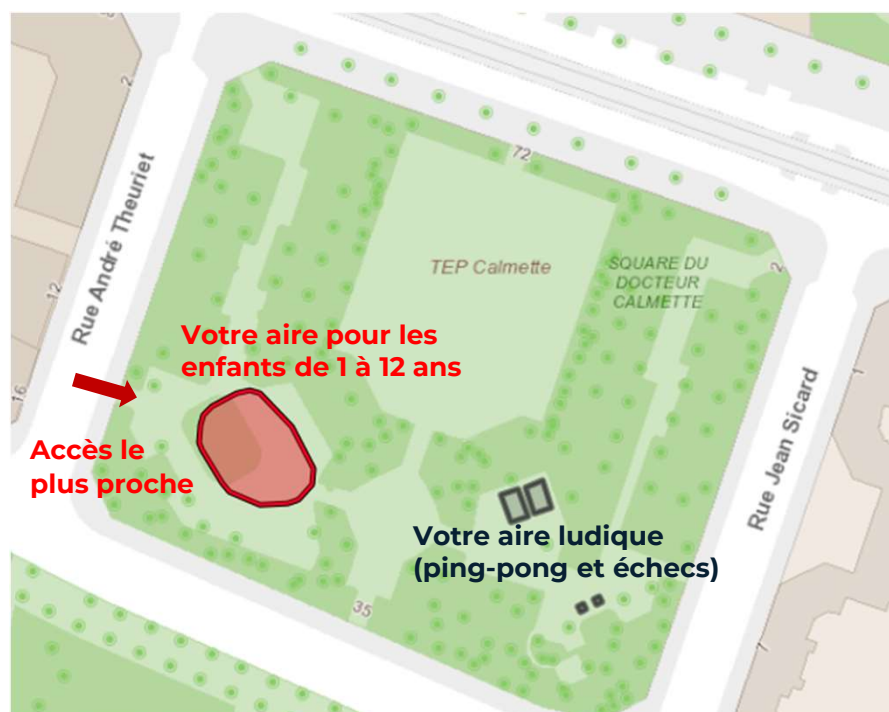 72
2
TEP Calmette
SQUARE DU
DOCTEUR
CALMETTE
2
Rue André Theuriet
12
16
Votre aire pour les
enfants de 1 à 12 ans
Accès le
plus proche
Rue Jean Sicard
1
Votre aire ludique
(ping-pong et échecs)
35
7